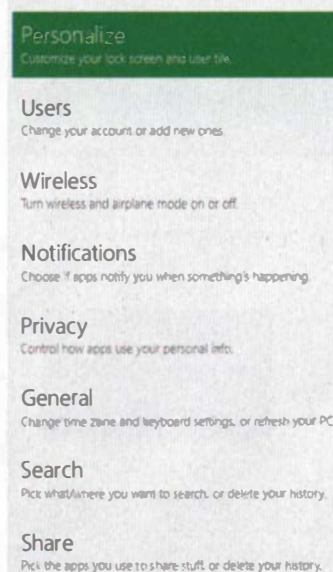 Personalize
Customize your lock screen and user tile.
Users
Change your account or add new ones.
Wireless
Turn wireless and airplane mode on or off.
Notifications
Choose if apps notify you when something's happening.
Privacy
Control how apps use your personal info.
General
Change time zone and keyboard settings, or refresh your PC
Search
Pick what/where you want to search, or delete your history.
Share
Pick the apps you use to share stuff, or delete your history.